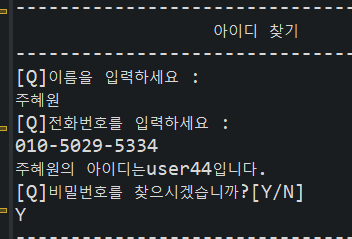 ----------------------------------
아이디 찾기
----------------------------------
[Q]이름을 입력하세요 :
주혜원
[Q]전화번호를 입력하세요 :
010-5029-5334
주혜원의 아이디는user44입니다.
[Q]비밀번호를 찾으시겠습니까?[Y/N]
Y
----------------------------------